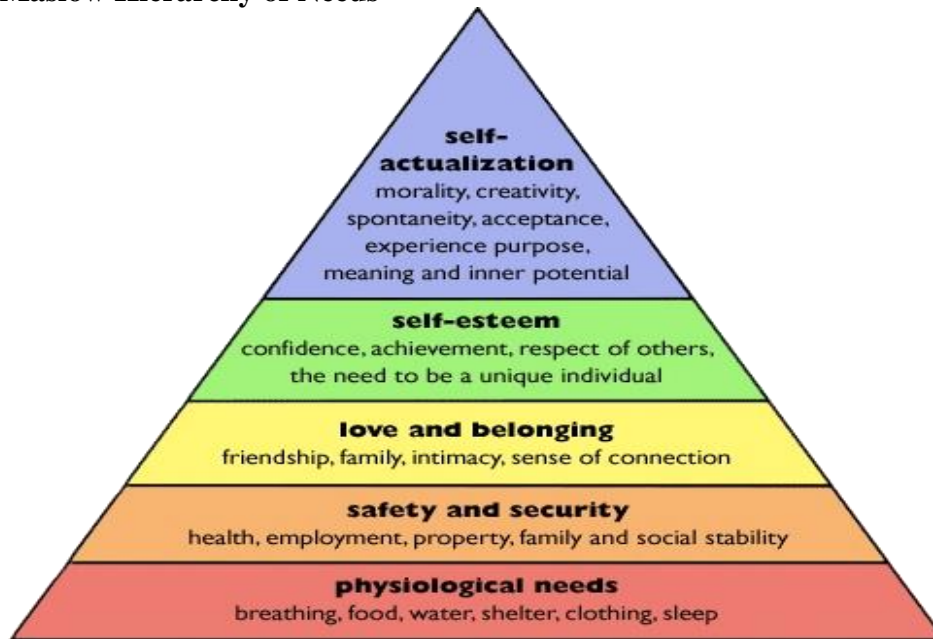 Maslow Hierarchy of Needs
self-
actualization
morality, creativity,
spontaneity, acceptance,
experience purpose,
meaning and inner potential
self-esteem
confidence, achievement, respect of others,
the need to be a unique individual
love and belonging
friendship, family, intimacy, sense of connection
safety and security
health, employment, property, family and social stability
physiological needs
breathing, food, water, shelter, clothing, sleep